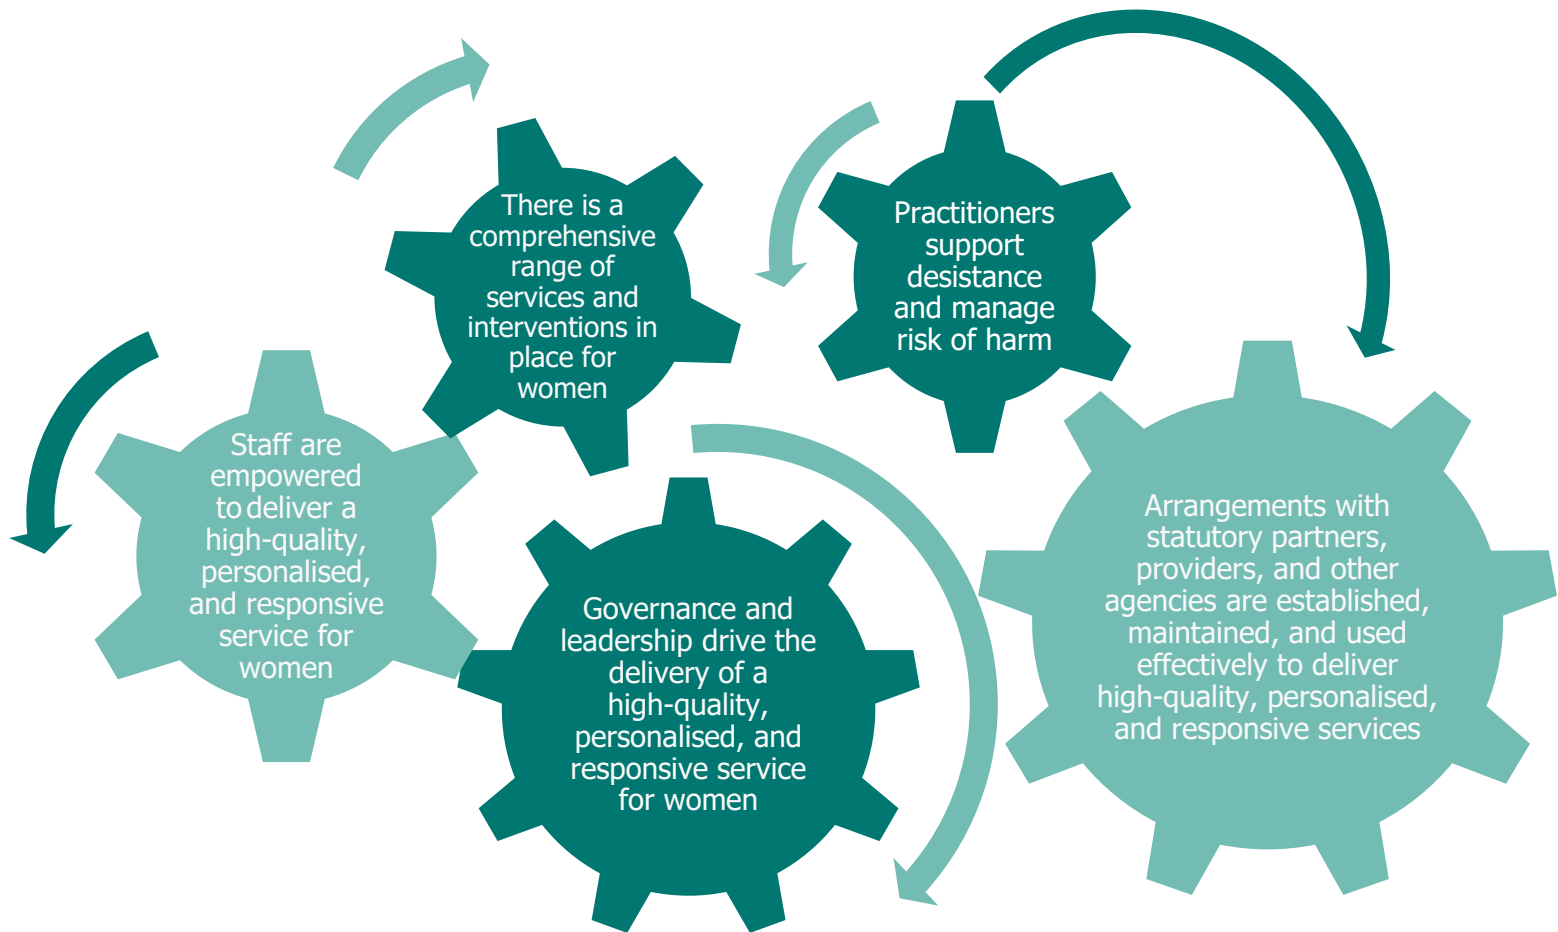 There is a
comprehensive
range of
services and
interventions in
place for
women
Practitioners
support
desistance
and manage
risk of harm
Staff are
empowered
to deliver a
high-quality,
personalised,
and responsive
service for
women
Governance and
leadership drive the
delivery of a
high-quality,
personalised, and
responsive service
for women
Arrangements with
statutory partners,
providers, and other
agencies are established,
maintained, and used
effectively to deliver
high-quality, personalised,
and responsive services